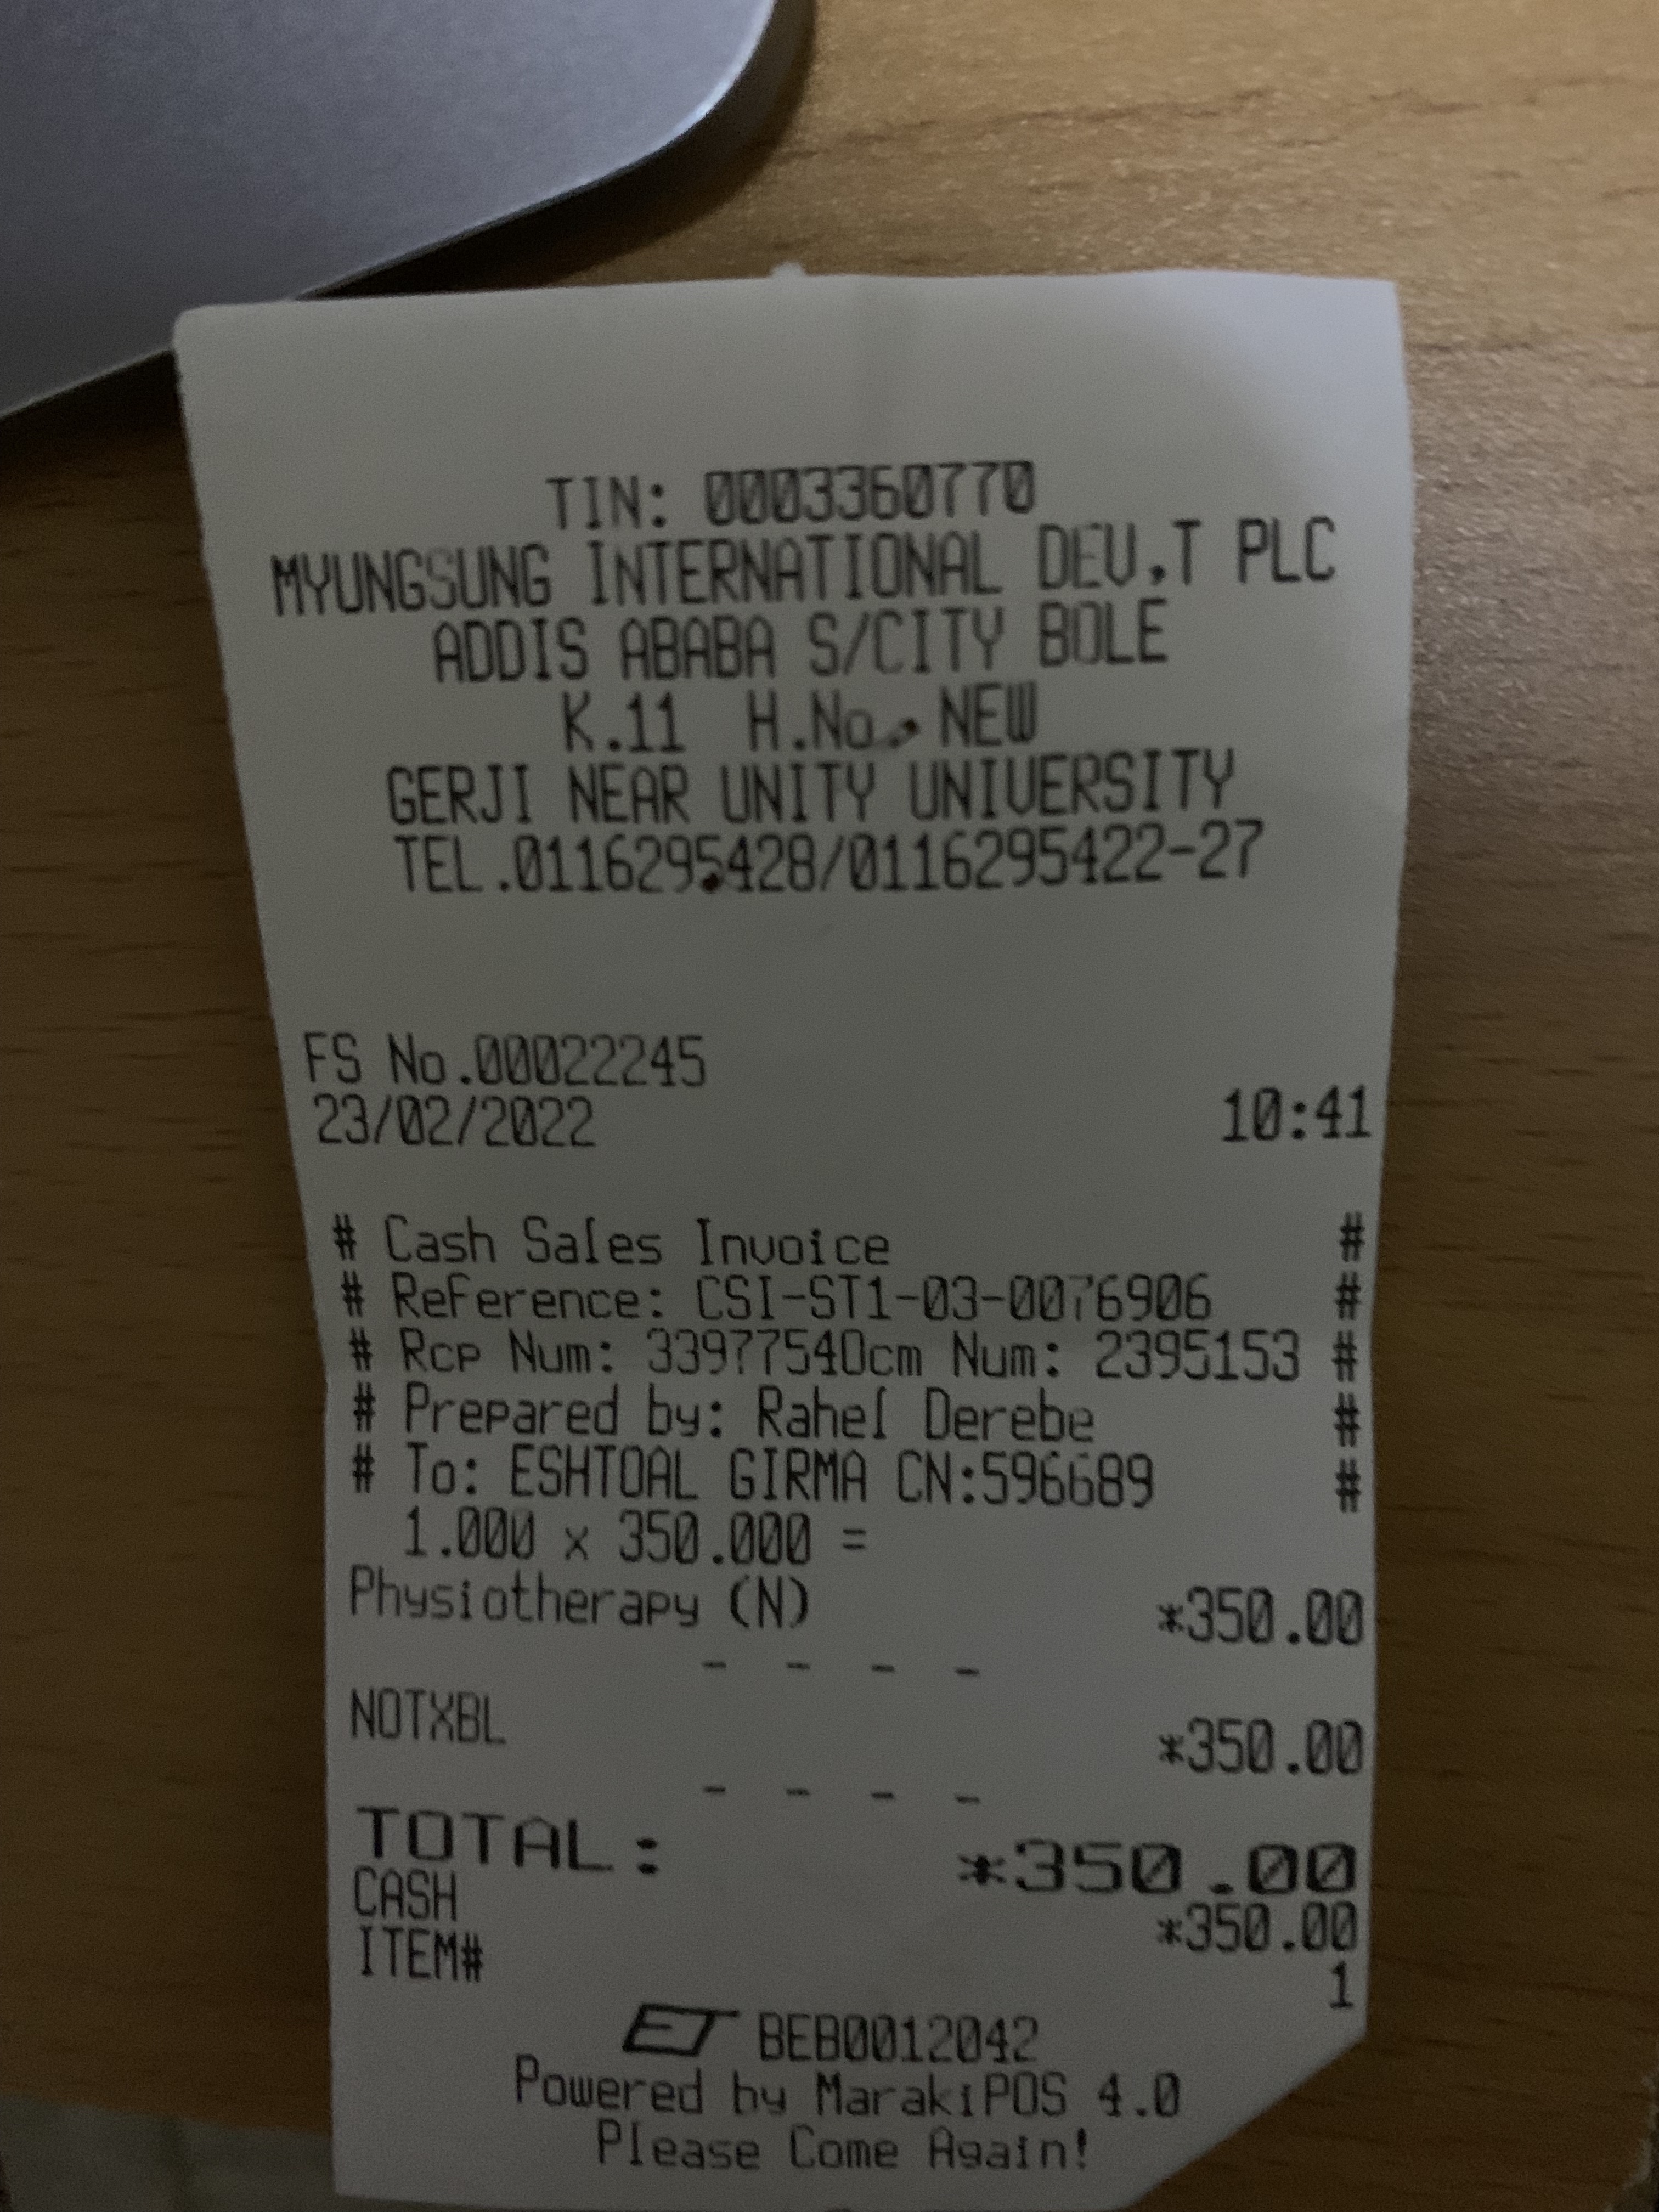 TIN: 0003360770
MYUNGSUNG INTERNATIONAL DEV.T PLC
ADDIS ABABA S/CITY BOLE
K.11 H.No. NEW
GERJI NEAR UNITY UNIVERSITY
TEL.0116295428/0116295422-27
FS No.00022245
23/02/2022 10:41
# Cash Sales Invoice #
# Reference: CSI-ST1-03-0076906 #
# Rcp Num: 33977540cm Num: 2395153 #
# Prepared by: Rahel Derebe #
# To: ESHTOAL GIRMA CN:596689 #
1.000 x 350.000 =
Physiotherapy (N) *350.00
- - - -
NOTXBL *350.00
- - - -
TOTAL: *350.00
CASH *350.00
ITEM# 1
ET BEB0012042
Powered by MarakiPOS 4.0
Please Come Again!